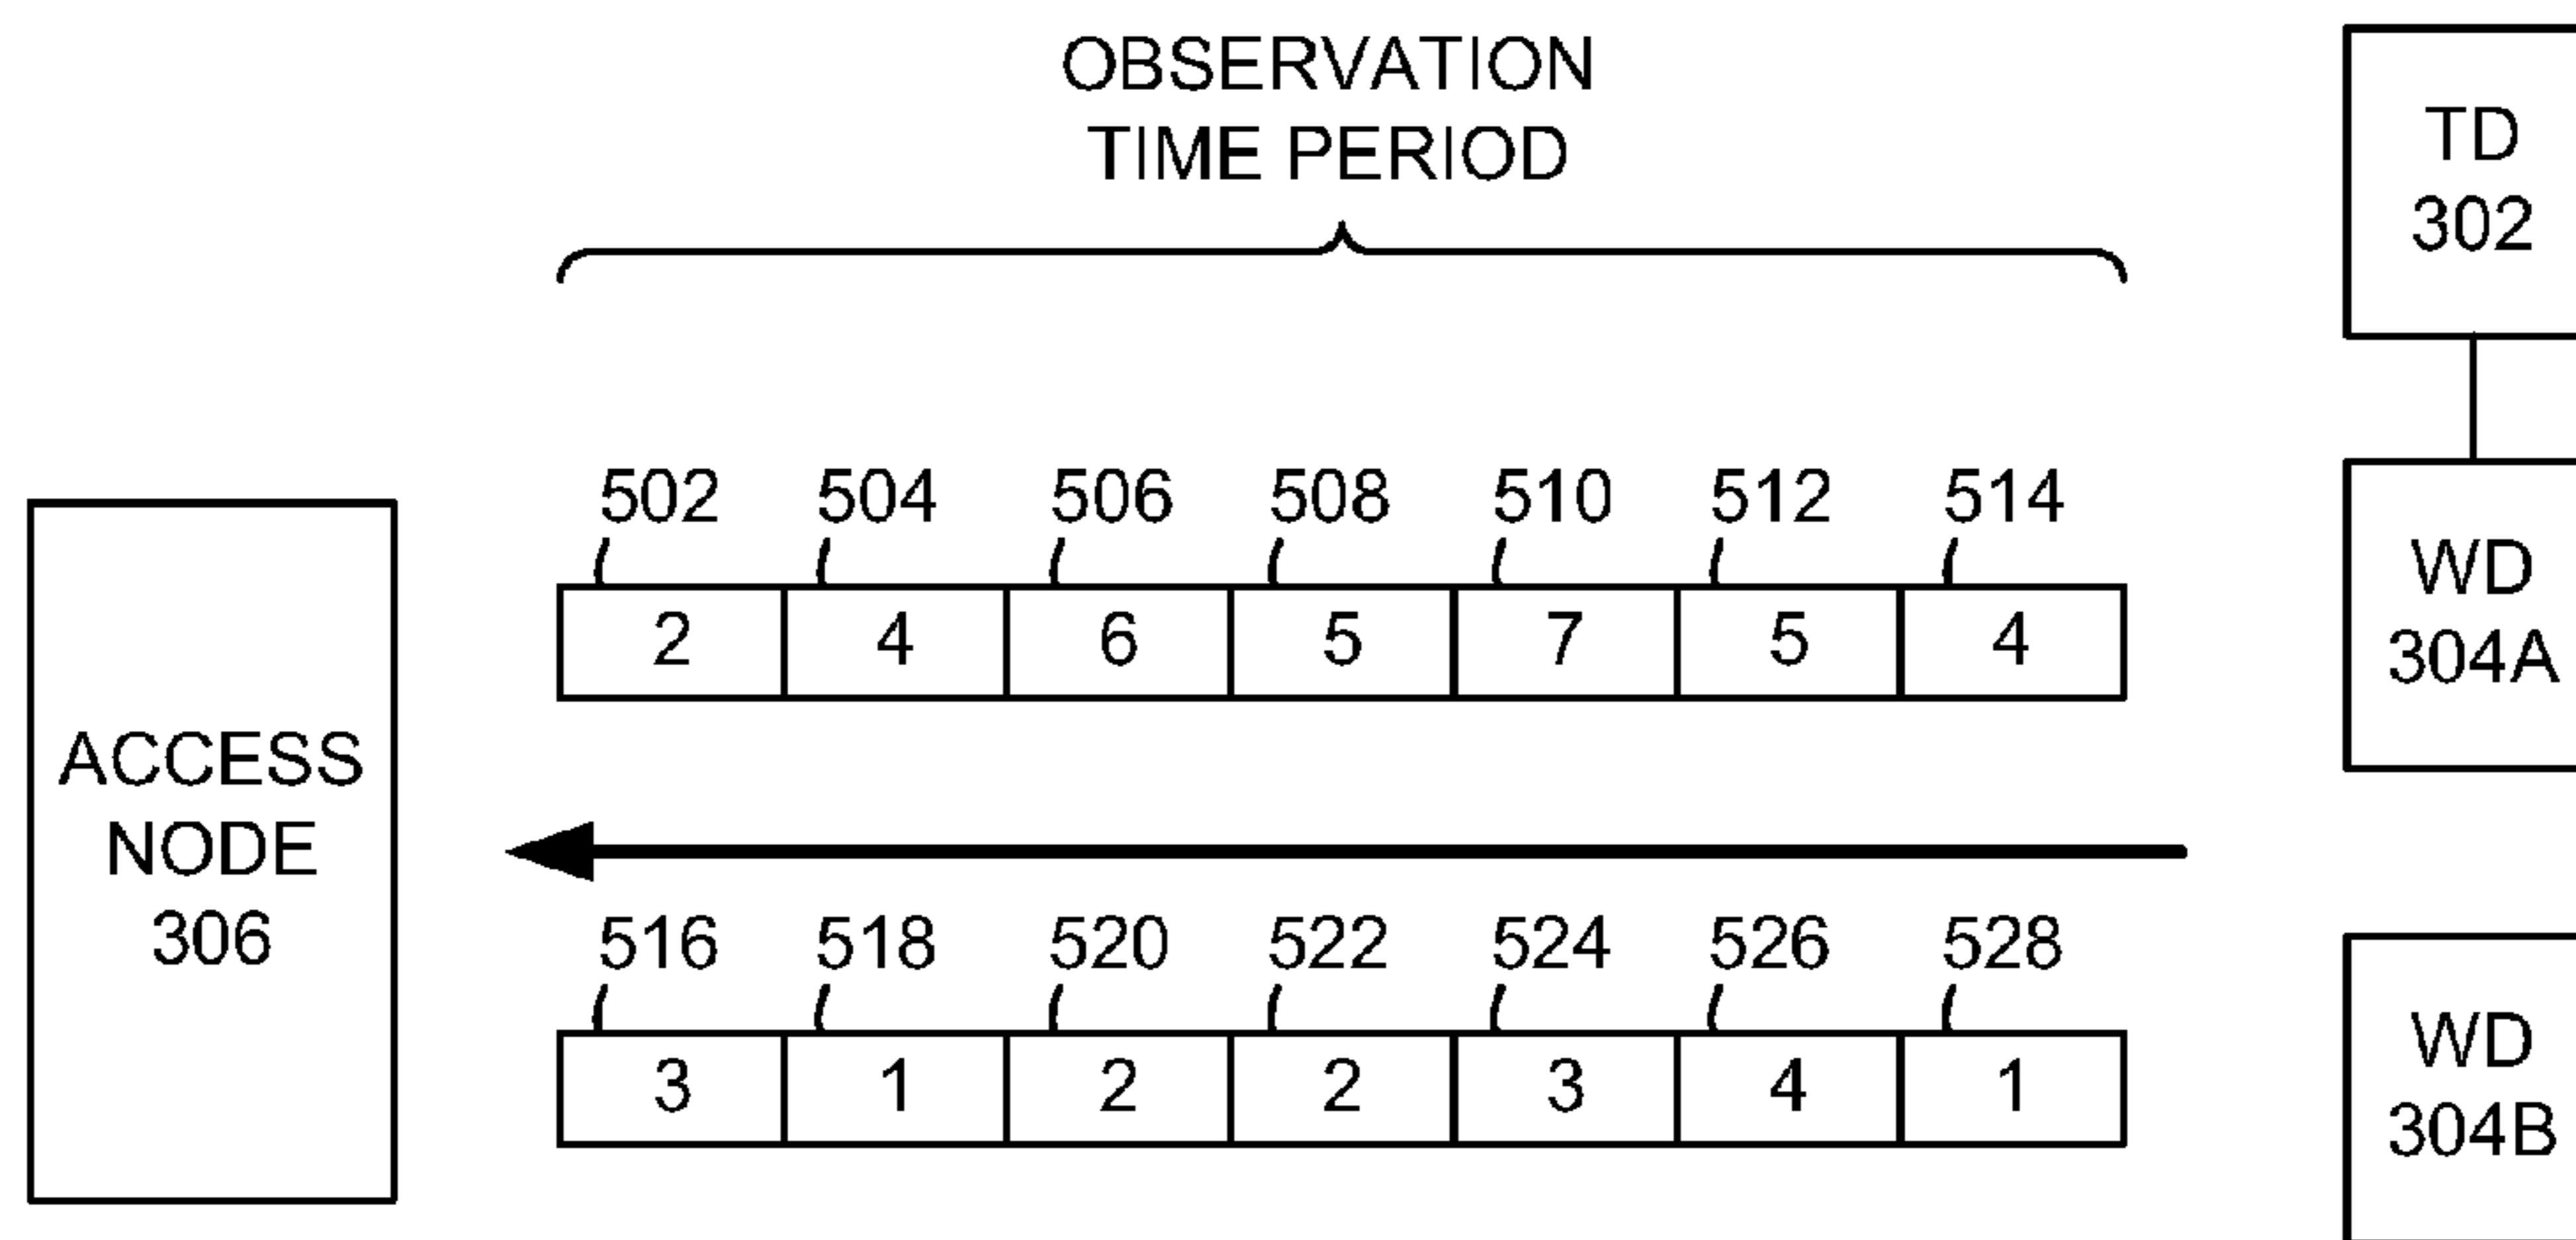 OBSERVATION
TIME PERIOD
TD
302
502 504 506 508 510 512 514
2 4 6 5 7 5 4
WD
304A
ACCESS
NODE
306
516 518 520 522 524 526 528
3 1 2 2 3 4 1
WD
304B